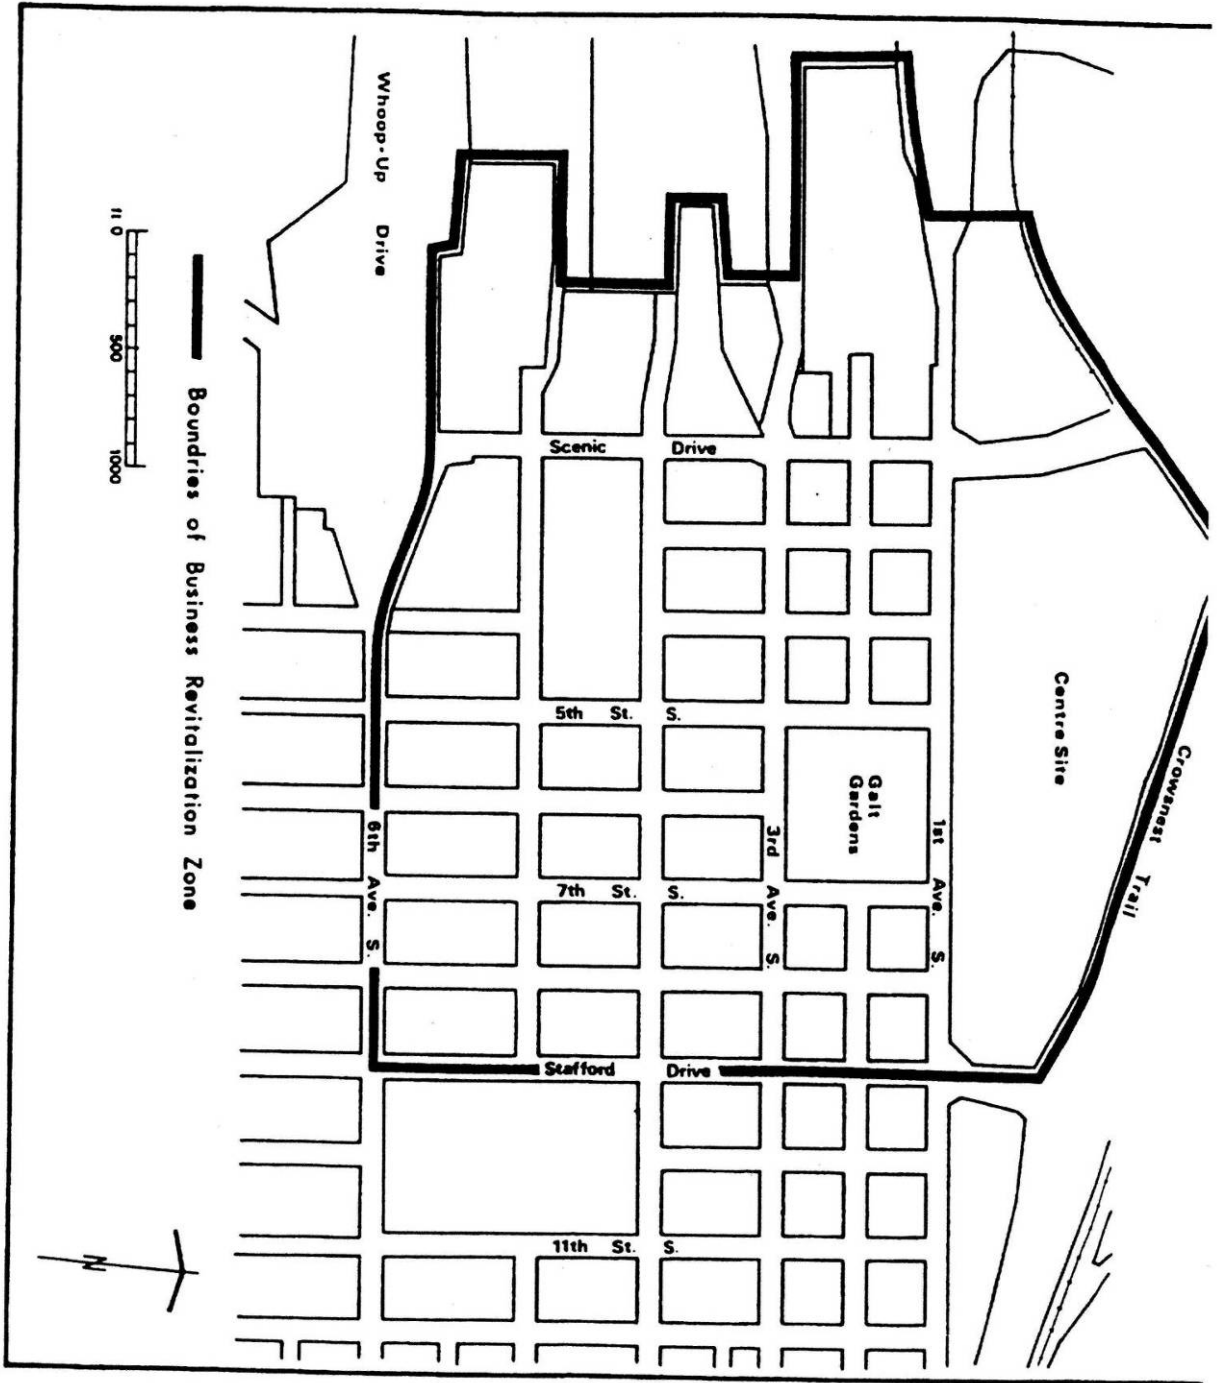 Whoop-Up Drive
Scenic Drive
5th St. S.
Centre Site
Crowsnest Trail
Galt
Gardens
1st Ave. S.
3rd Ave. S.
6th Ave. S.
7th St. S.
Stafford Drive
11th St. S.
ft 0 500 1000
Boundries of Business Revitalization Zone
N